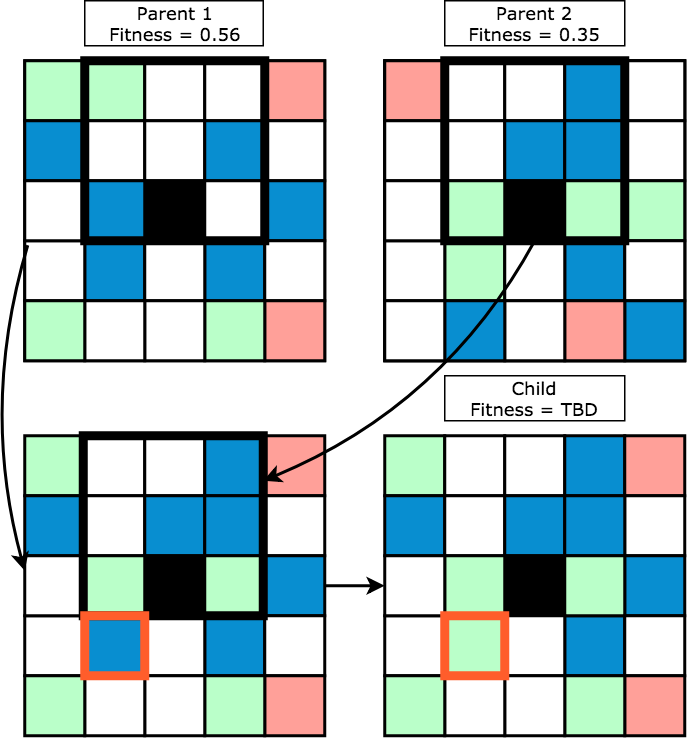 Parent 1
Fitness = 0.56
Parent 2
Fitness = 0.35
Child
Fitness = TBD